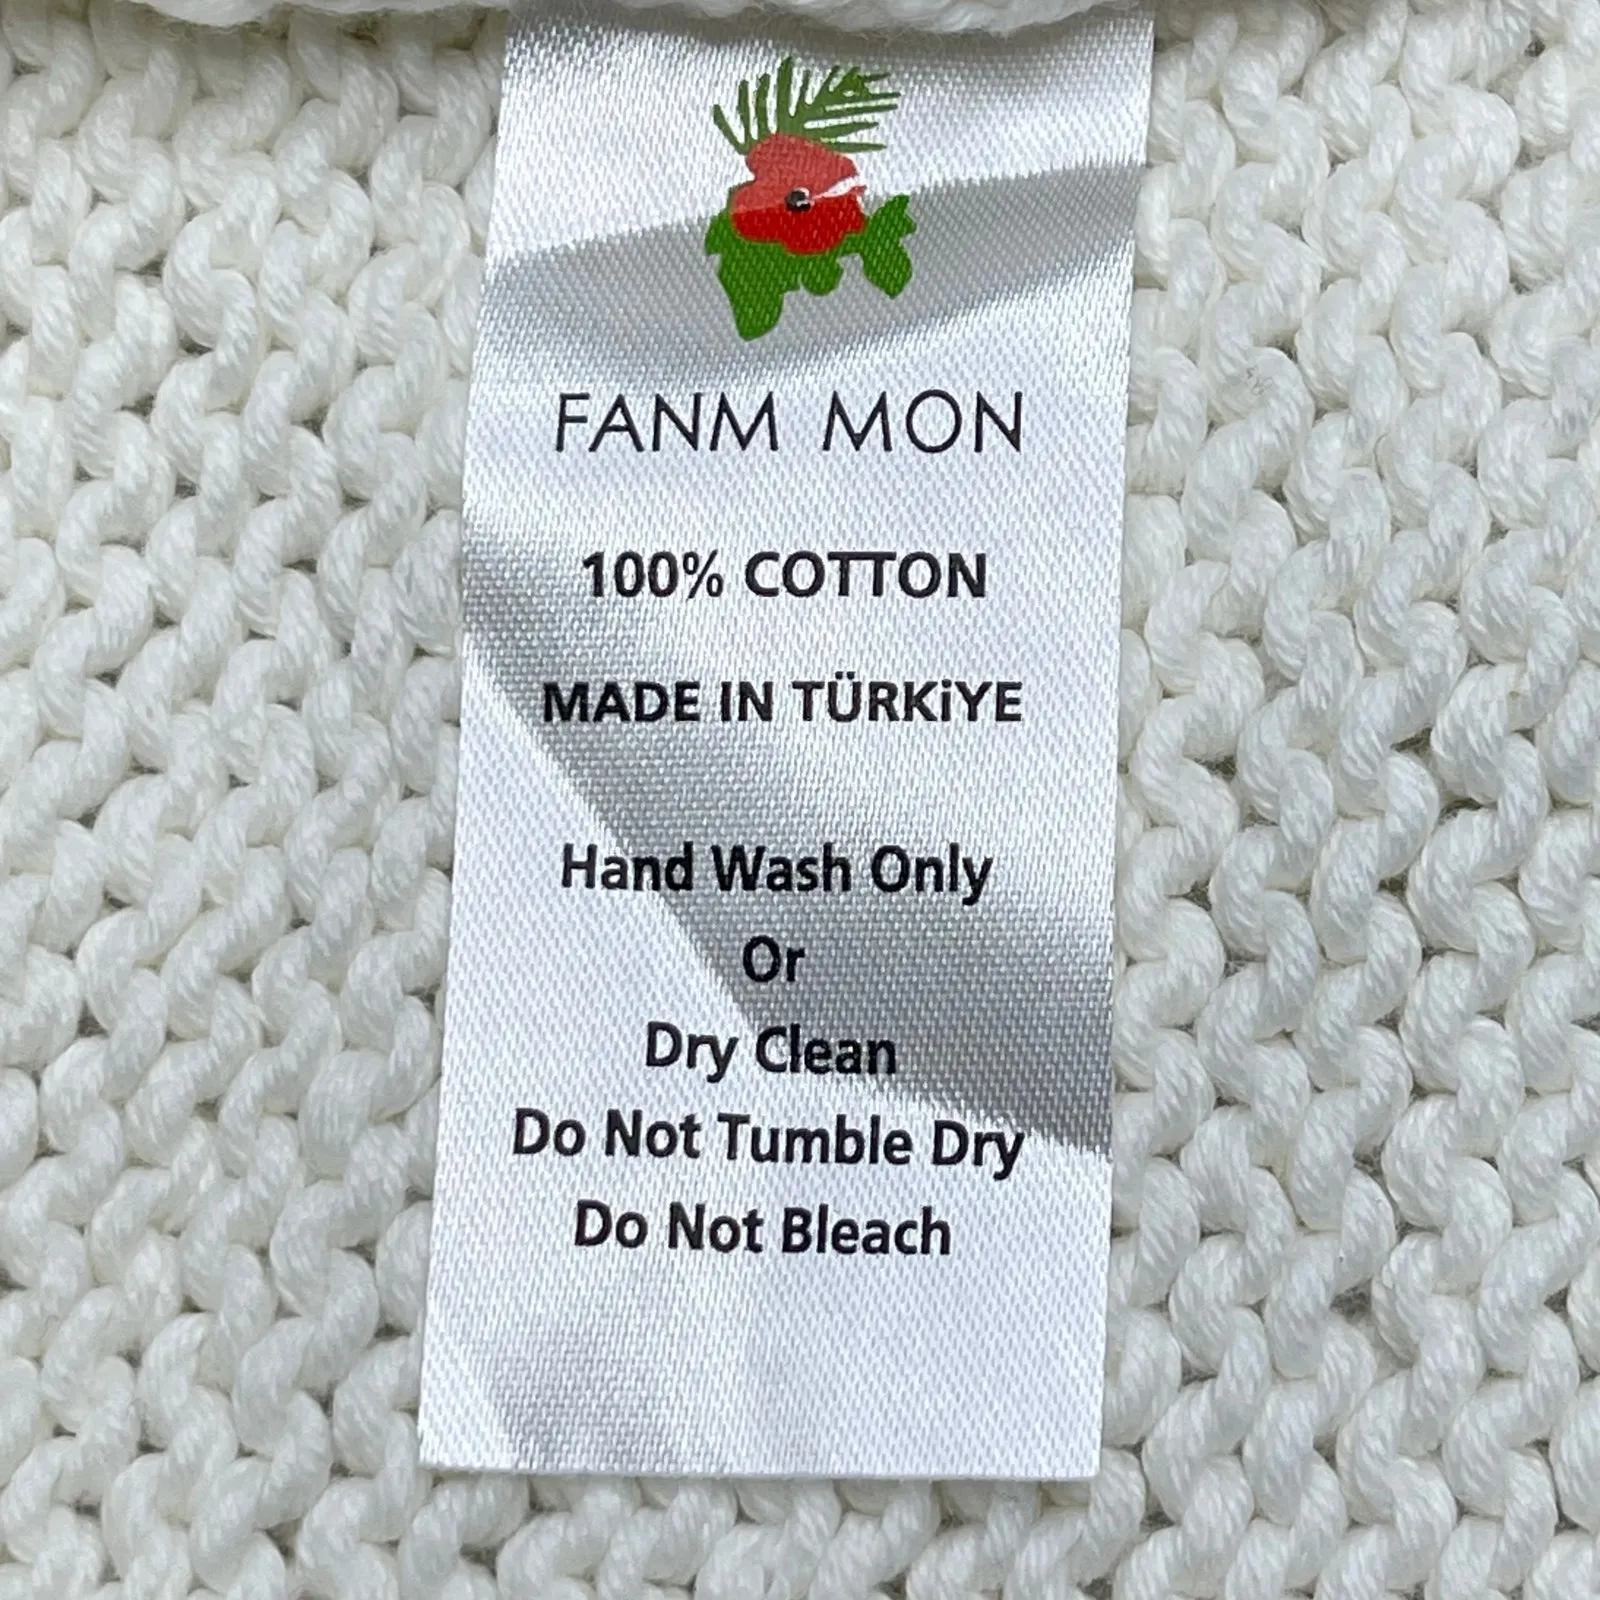 FANM MON
100% COTTON
MADE IN TÜRKiYE
Hand Wash Only
Or
Dry Clean
Do Not Tumble Dry
Do Not Bleach